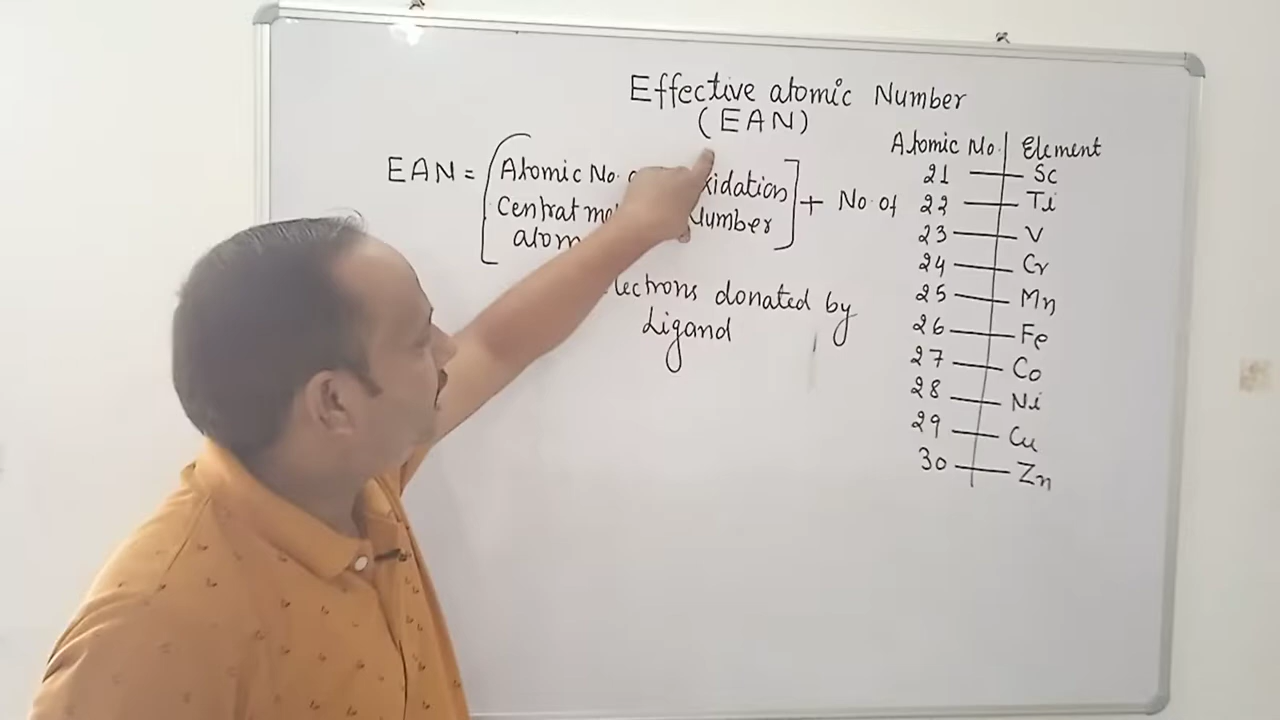 Effective atomic Number
(EAN)
EAN = [Atomic No. Oxidation
Central Number] + No. of
atom
electrons donated by
Ligand
Atomic No. Element
21 — Sc
22 — Ti
23 — V
24 — Cr
25 — Mn
26 — Fe
27 — Co
28 — Ni
29 — Cu
30 — Zn